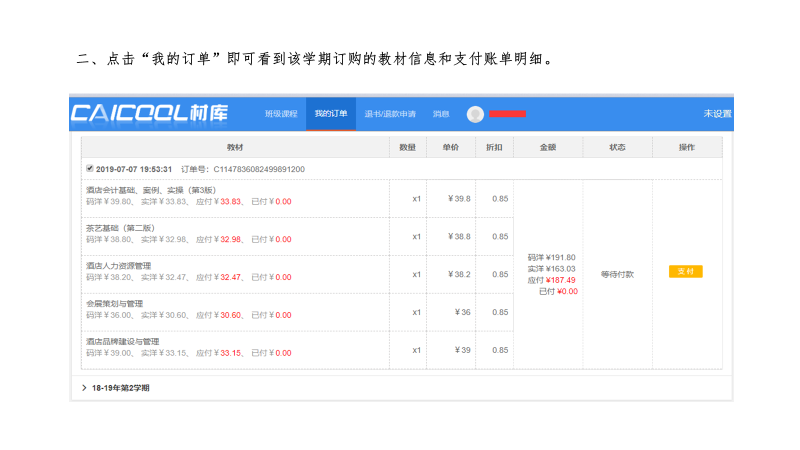 二、点击“我的订单”即可看到该学期订购的教材信息和支付账单明细。
CAICOOL村库 班级课程 我的订单 退书/退款申请 消息 未设置
教材 数量 单价 折扣 金额 状态 操作
2019-07-07 19:53:31 订单号：C1147836082499891200
酒店会计基础、案例、实操（第3版）
码洋￥39.80、 实洋￥33.83、 应付￥33.83、 已付￥0.00
x1 ￥39.8 0.85
茶艺基础（第二版）
码洋￥38.80、 实洋￥32.98、 应付￥32.98、 已付￥0.00
x1 ￥38.8 0.85
酒店人力资源管理
码洋￥38.20、 实洋￥32.47、 应付￥32.47、 已付￥0.00
x1 ￥38.2 0.85
会展策划与管理
码洋￥36.00、 实洋￥30.60、 应付￥30.60、 已付￥0.00
x1 ￥36 0.85
酒店品牌建设与管理
码洋￥39.00、 实洋￥33.15、 应付￥33.15、 已付￥0.00
x1 ￥39 0.85
码洋 ¥191.80
实洋 ¥163.03
应付 ¥187.49
已付 ¥0.00
等待付款
支付
18-19年第2学期